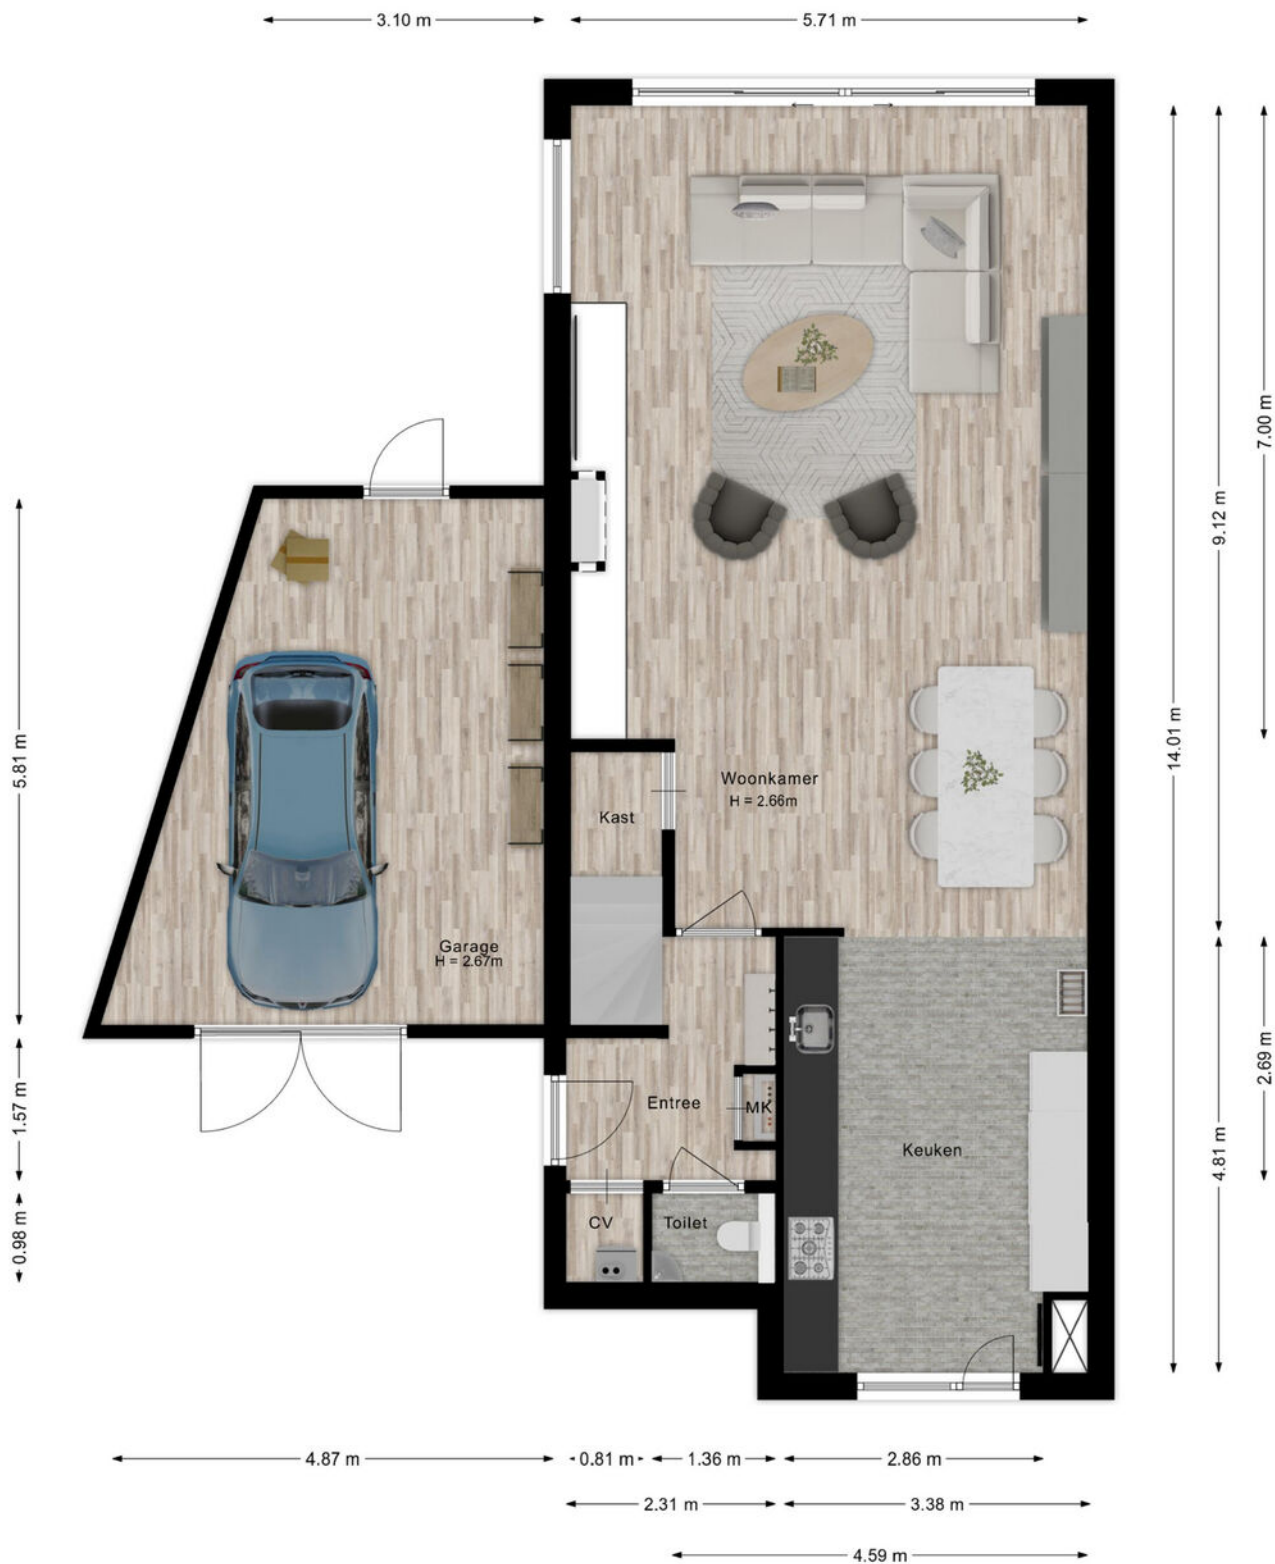 3.10 m
5.71 m
7.00 m
9.12 m
14.01 m
5.81 m
Woonkamer
H = 2.66m
Kast
Garage
H = 2.67m
2.69 m
1.57 m
Entree
MK
4.81 m
Keuken
0.98 m
CV
Toilet
4.87 m
0.81 m
1.36 m
2.86 m
2.31 m
3.38 m
4.59 m